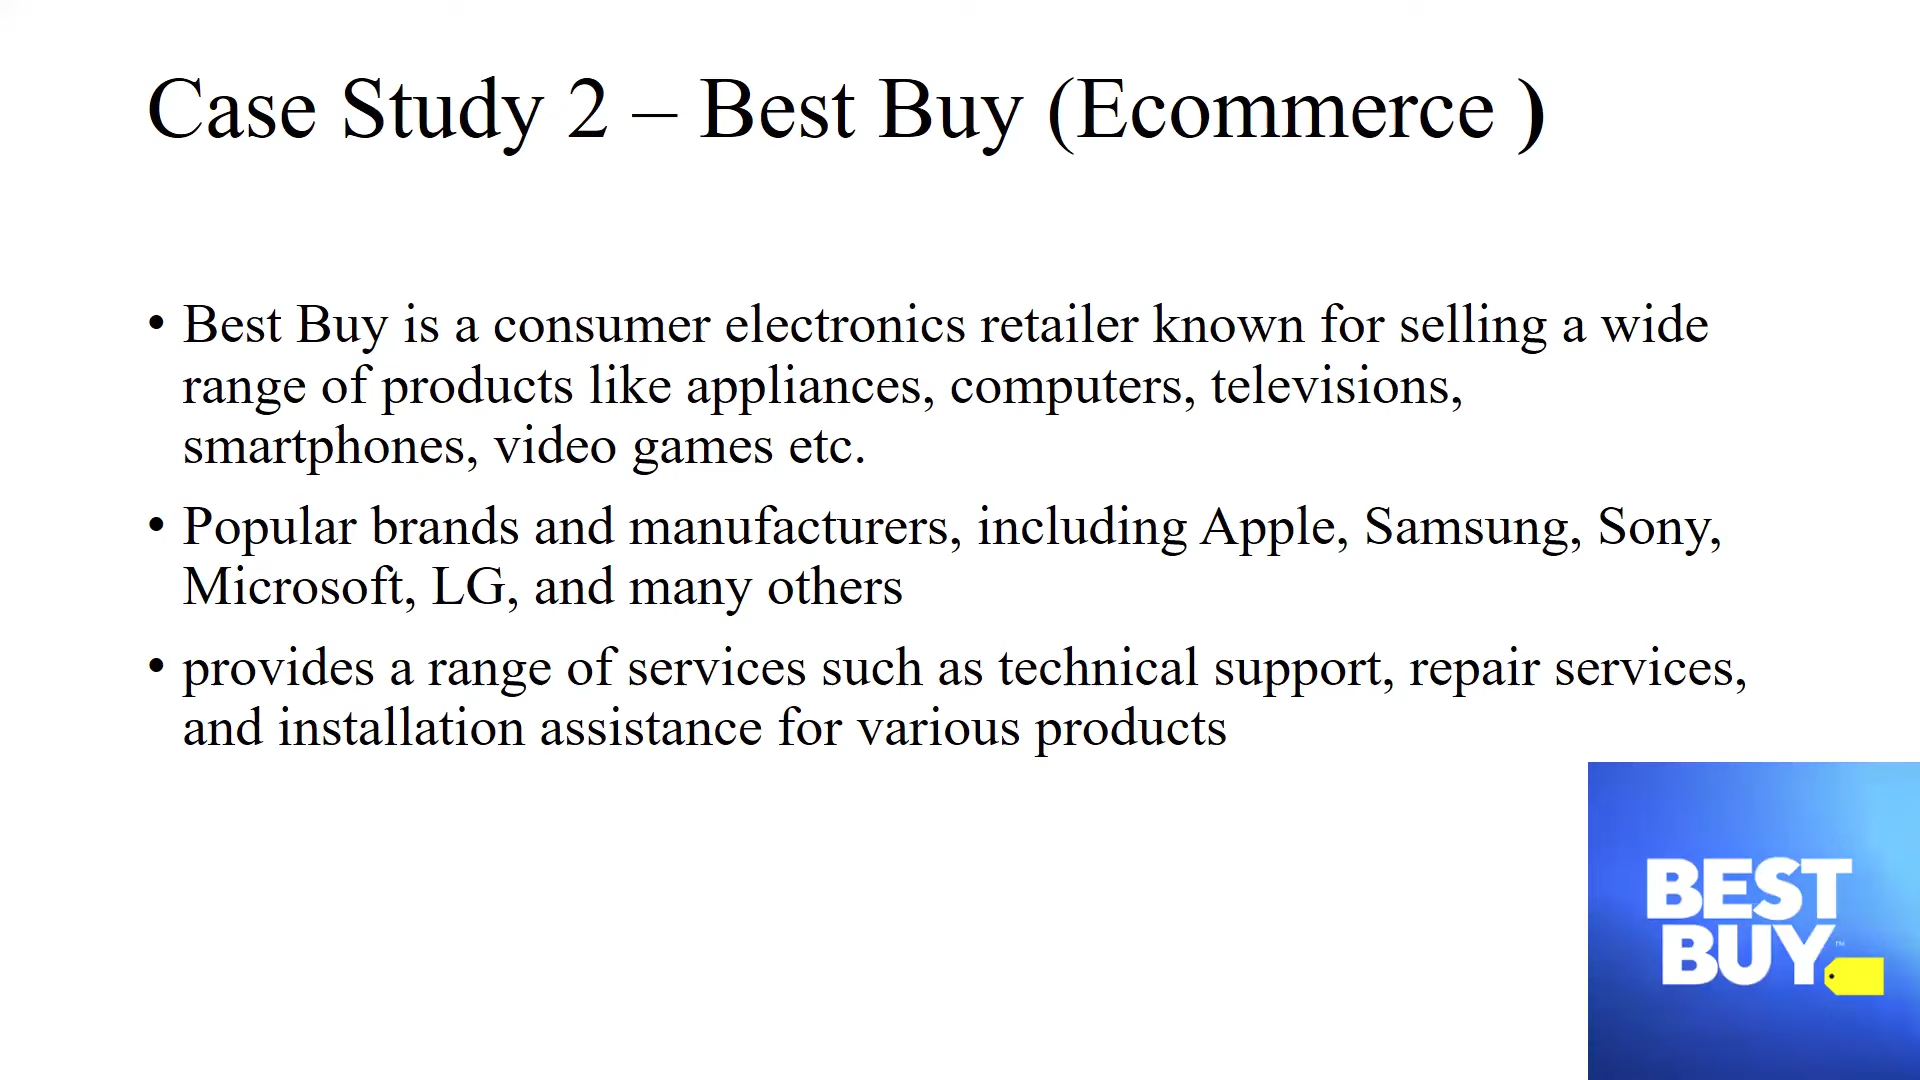 Case Study 2 – Best Buy (Ecommerce )
• Best Buy is a consumer electronics retailer known for selling a wide
range of products like appliances, computers, televisions,
smartphones, video games etc.
• Popular brands and manufacturers, including Apple, Samsung, Sony,
Microsoft, LG, and many others
• provides a range of services such as technical support, repair services,
and installation assistance for various products
BEST
BUY™